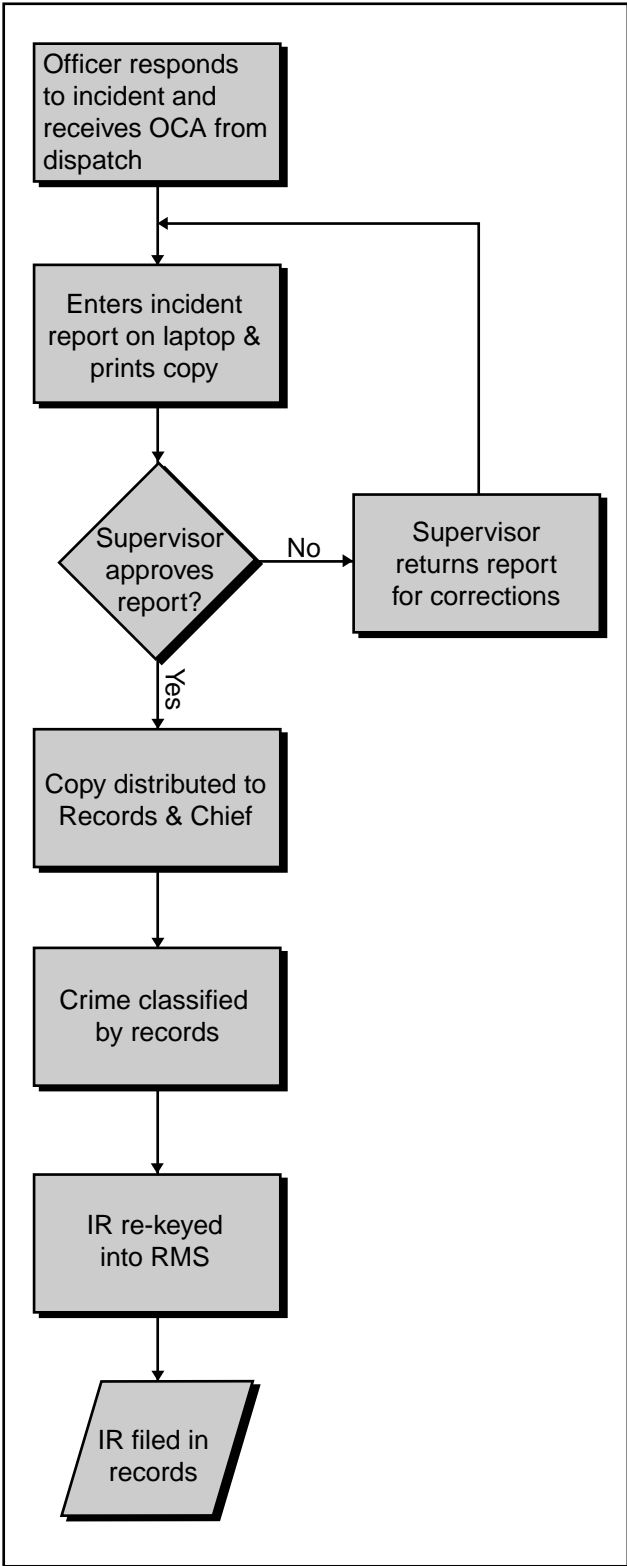 Officer responds
to incident and
receives OCA from
dispatch
Enters incident
report on laptop &
prints copy
Supervisor
approves
report?
No
Supervisor
returns report
for corrections
Yes
Copy distributed to
Records & Chief
Crime classified
by records
IR re-keyed
into RMS
IR filed in
records